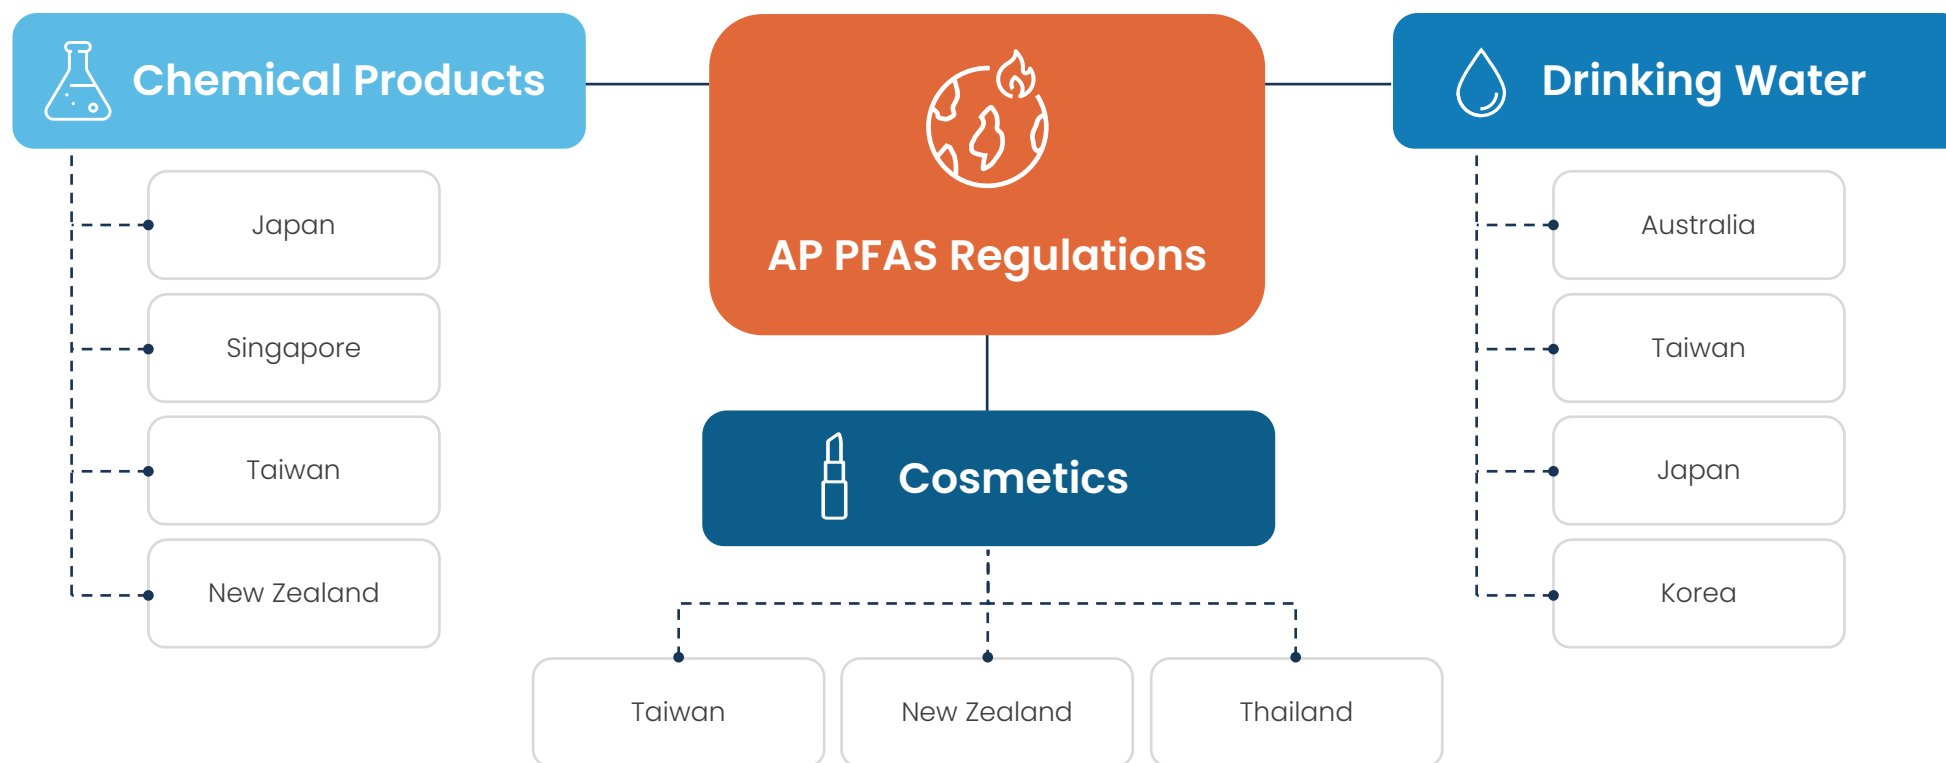 Chemical Products
Japan
Singapore
Taiwan
New Zealand
AP PFAS Regulations
Cosmetics
Taiwan
New Zealand
Thailand
Drinking Water
Australia
Taiwan
Japan
Korea